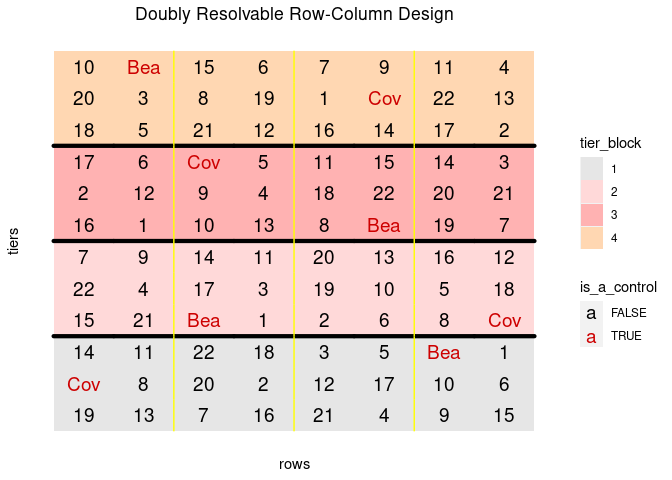 Doubly Resolvable Row-Column Design
10 Bea 15 6 7 9 11 4
20 3 8 19 1 Cov 22 13
18 5 21 12 16 14 17 2
17 6 Cov 5 11 15 14 3
2 12 9 4 18 22 20 21
16 1 10 13 8 Bea 19 7
7 9 14 11 20 13 16 12
22 4 17 3 19 10 5 18
15 21 Bea 1 2 6 8 Cov
14 11 22 18 3 5 Bea 1
Cov 8 20 2 12 17 10 6
19 13 7 16 21 4 9 15
tiers
rows
tier_block
1
2
3
4
is_a_control
a FALSE
a TRUE